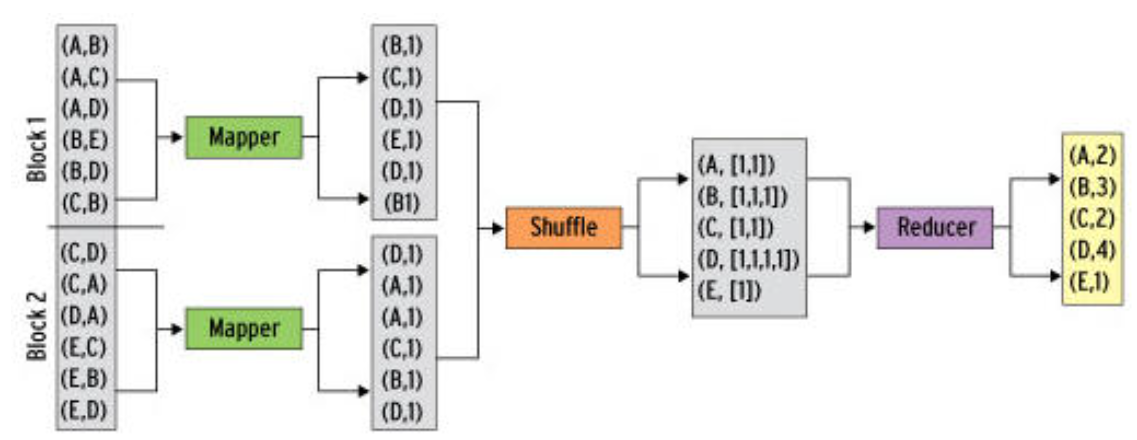 Block 1
(A,B)
(A,C)
(A,D)
(B,E)
(B,D)
(C,B)
Mapper
(B,1)
(C,1)
(D,1)
(E,1)
(D,1)
(B1)
Block 2
(C,D)
(C,A)
(D,A)
(E,C)
(E,B)
(E,D)
Mapper
(D,1)
(A,1)
(A,1)
(C,1)
(B,1)
(D,1)
Shuffle
(A, [1,1])
(B, [1,1,1])
(C, [1,1])
(D, [1,1,1,1])
(E, [1])
Reducer
(A,2)
(B,3)
(C,2)
(D,4)
(E,1)